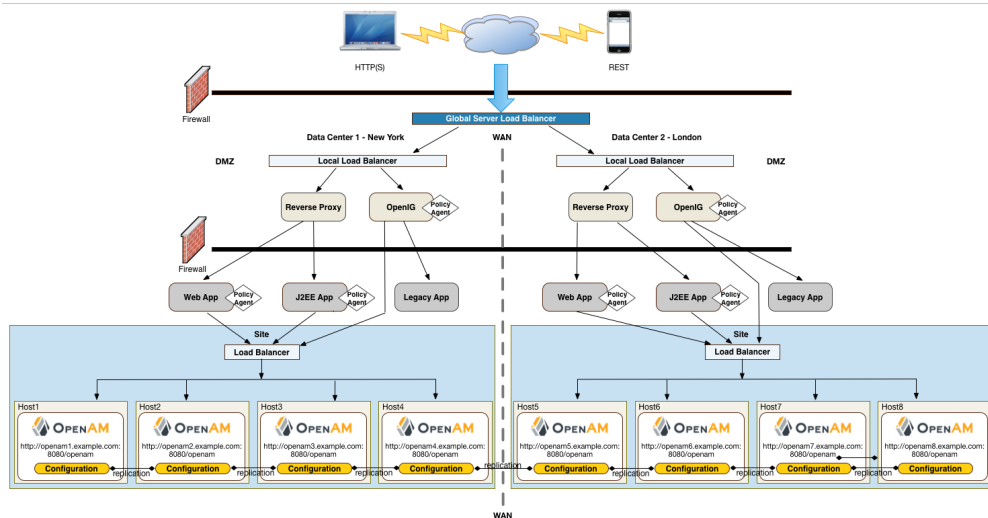 HTTP(S)
REST
Firewall
Global Server Load Balancer
Data Center 1 - New York
WAN
Data Center 2 - London
DMZ
Local Load Balancer
Local Load Balancer
DMZ
Reverse Proxy
OpenIG
Policy
Agent
Reverse Proxy
OpenIG
Policy
Agent
Firewall
Web App
Policy
Agent
J2EE App
Policy
Agent
Legacy App
Web App
Policy
Agent
J2EE App
Policy
Agent
Legacy App
Site
Load Balancer
Site
Load Balancer
Host1
OPENAM
http://openam1.example.com:
8080/openam
Configuration
replication
Host2
OPENAM
http://openam2.example.com:
8080/openam
Configuration
replication
Host3
OPENAM
http://openam3.example.com:
8080/openam
Configuration
replication
Host4
OPENAM
http://openam4.example.com:
8080/openam
Configuration
replication
Host5
OPENAM
http://openam5.example.com:
8080/openam
Configuration
replication
Host6
OPENAM
http://openam6.example.com:
8080/openam
Configuration
replication
Host7
OPENAM
http://openam7.example.com:
8080/openam
Configuration
replication
Host8
OPENAM
http://openam8.example.com:
8080/openam
Configuration
WAN